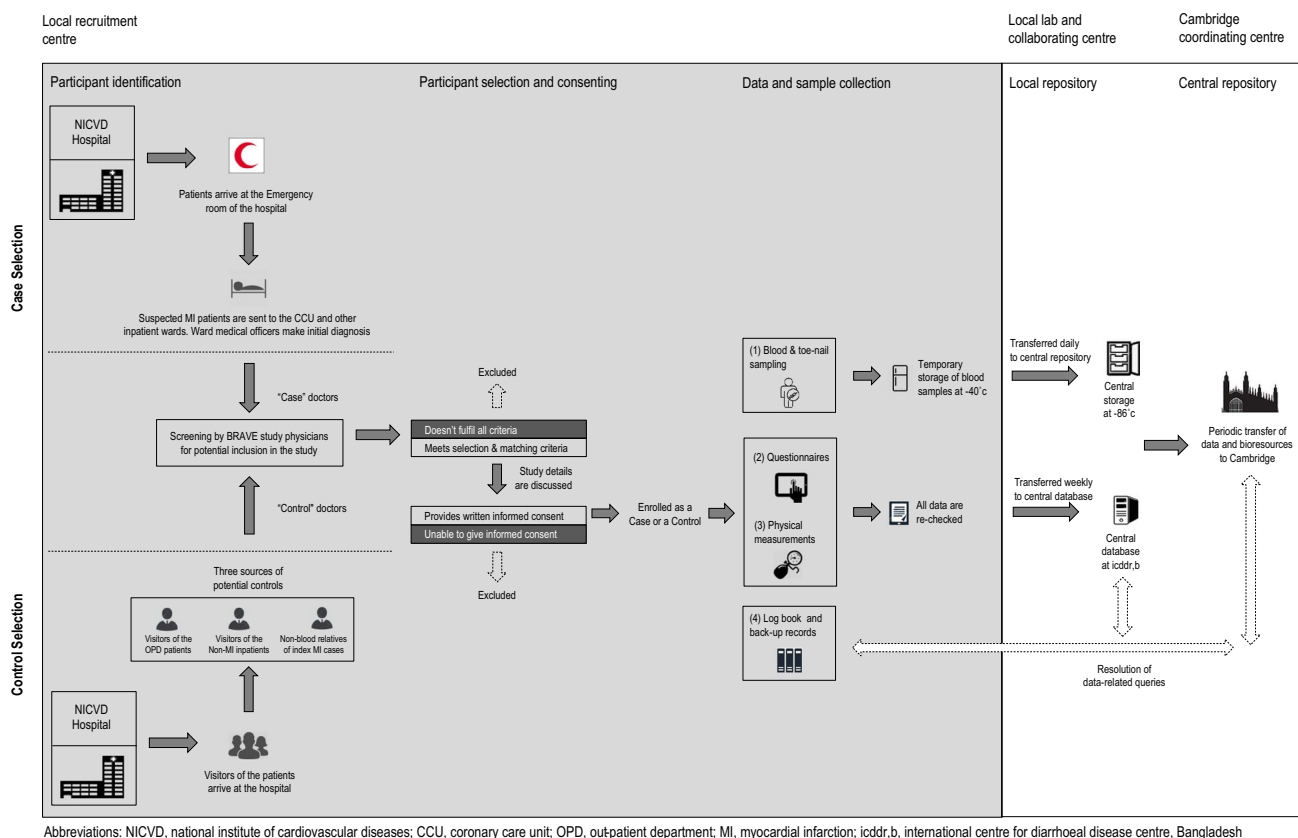 Local recruitment
centre
Local lab and
collaborating centre
Cambridge
coordinating centre
Participant identification
Participant selection and consenting
Data and sample collection
Local repository
Central repository
Case Selection
NICVD
Hospital
Patients arrive at the Emergency
room of the hospital
Suspected MI patients are sent to the CCU and other
inpatient wards. Ward medical officers make initial diagnosis
"Case" doctors
Screening by BRAVE study physicians
for potential inclusion in the study
"Control" doctors
Excluded
Doesn't fulfil all criteria
Meets selection & matching criteria
Study details
are discussed
Provides written informed consent
Unable to give informed consent
Excluded
Enrolled as a
Case or a Control
(1) Blood & toe-nail
sampling
Temporary
storage of blood
samples at -40˚c
(2) Questionnaires
(3) Physical
measurements
All data are
re-checked
(4) Log book and
back-up records
Transferred daily
to central repository
Central
storage
at -86˚c
Transferred weekly
to central database
Central
database
at icddr,b
Periodic transfer of
data and bioresources
to Cambridge
Resolution of
data-related queries
Control Selection
Three sources of
potential controls
Visitors of the
OPD patients
Visitors of the
Non-MI inpatients
Non-blood relatives
of index MI cases
NICVD
Hospital
Visitors of the patients
arrive at the hospital
Abbreviations: NICVD, national institute of cardiovascular diseases; CCU, coronary care unit; OPD, out-patient department; MI, myocardial infarction; icddr,b, international centre for diarrhoeal disease centre, Bangladesh